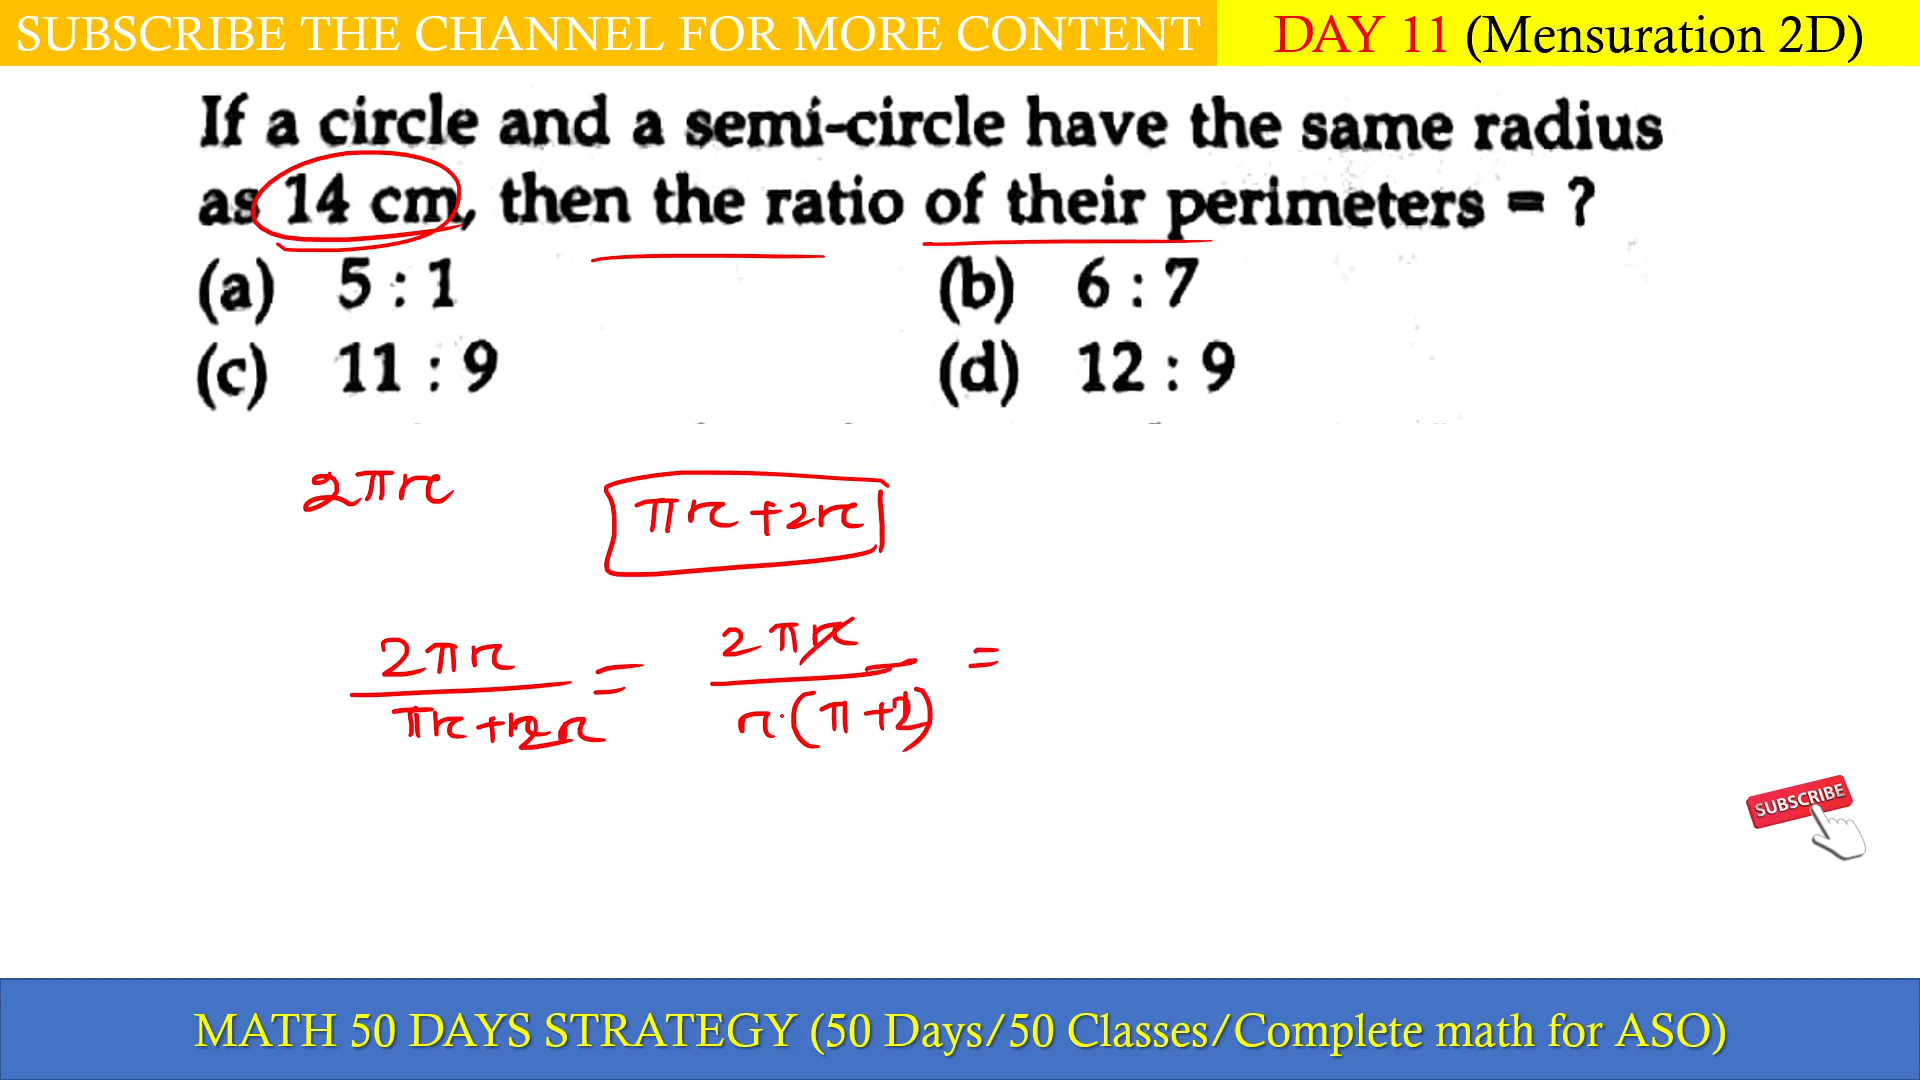 SUBSCRIBE THE CHANNEL FOR MORE CONTENT
DAY 11 (Mensuration 2D)
If a circle and a semi-circle have the same radius
as 14 cm, then the ratio of their perimeters = ?
(a) 5 : 1 (b) 6 : 7
(c) 11 : 9 (d) 12 : 9
2πr πr+2r
2πr / πr+2r = 2πr / r·(π+2) =
SUBSCRIBE
MATH 50 DAYS STRATEGY (50 Days/50 Classes/Complete math for ASO)